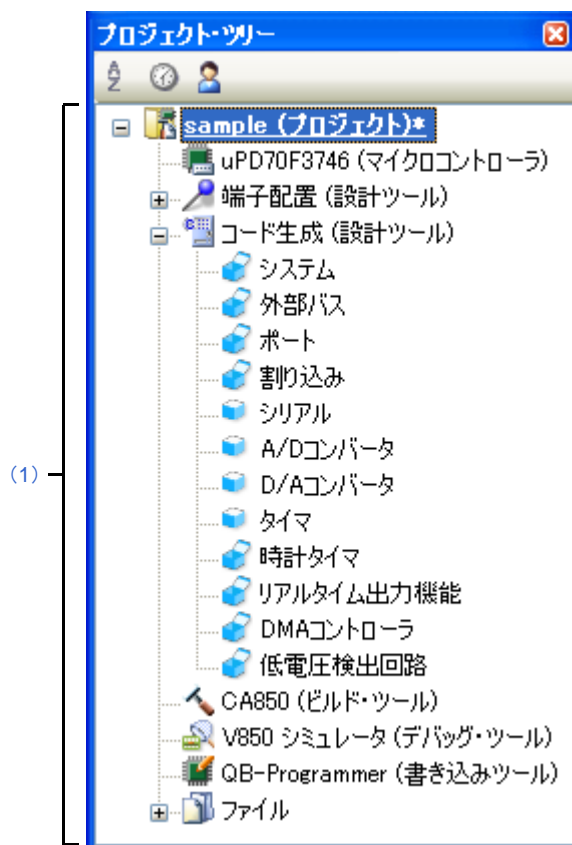 プロジェクト・ツリー
sample (プロジェクト)*
uPD70F3746 (マイクロコントローラ)
端子配置 (設計ツール)
コード生成 (設計ツール)
システム
外部バス
ポート
割り込み
シリアル
(1)
A/Dコンバータ
D/Aコンバータ
タイマ
時計タイマ
リアルタイム出力機能
DMAコントローラ
低電圧検出回路
CA850 (ビルド・ツール)
V850 シミュレータ (デバッグ・ツール)
QB-Programmer (書き込みツール)
ファイル